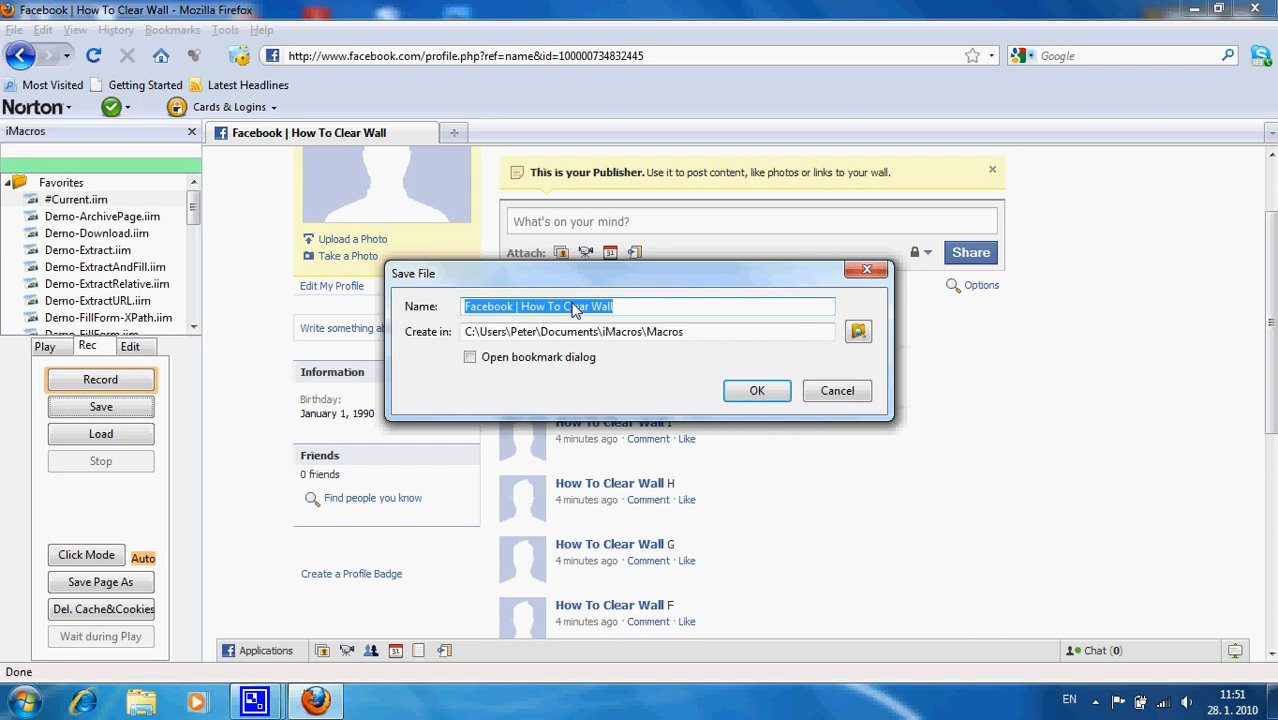 Facebook | How To Clear Wall - Mozilla Firefox
File Edit View History Bookmarks Tools Help
http://www.facebook.com/profile.php?ref=name&id=100000734832445
Google
Most Visited Getting Started Latest Headlines
Norton Cards & Logins
iMacros
Facebook | How To Clear Wall
Favorites
#Current.iim
Demo-ArchivePage.iim
Demo-Download.iim
Demo-Extract.iim
Demo-ExtractAndFill.iim
Demo-ExtractRelative.iim
Demo-ExtractURL.iim
Demo-FillForm-XPath.iim
Play Rec Edit
Record
Save
Load
Stop
Click Mode Auto
Save Page As
Del. Cache&Cookies
Wait during Play
Upload a Photo
Take a Photo
Edit My Profile
Write something ab
Information
Birthday:
January 1, 1990
Friends
0 friends
Find people you know
Create a Profile Badge
This is your Publisher. Use it to post content, like photos or links to your wall.
What's on your mind?
Attach: 31 Share
Options
Save File
Name: Facebook | How To Clear Wall
Create in: C:\Users\Peter\Documents\iMacros\Macros
Open bookmark dialog
OK Cancel
How To Clear Wall I
4 minutes ago · Comment · Like
How To Clear Wall H
4 minutes ago · Comment · Like
How To Clear Wall G
4 minutes ago · Comment · Like
How To Clear Wall F
4 minutes ago · Comment · Like
Applications 31 Chat (0)
Done
EN 11:51
28. 1. 2010